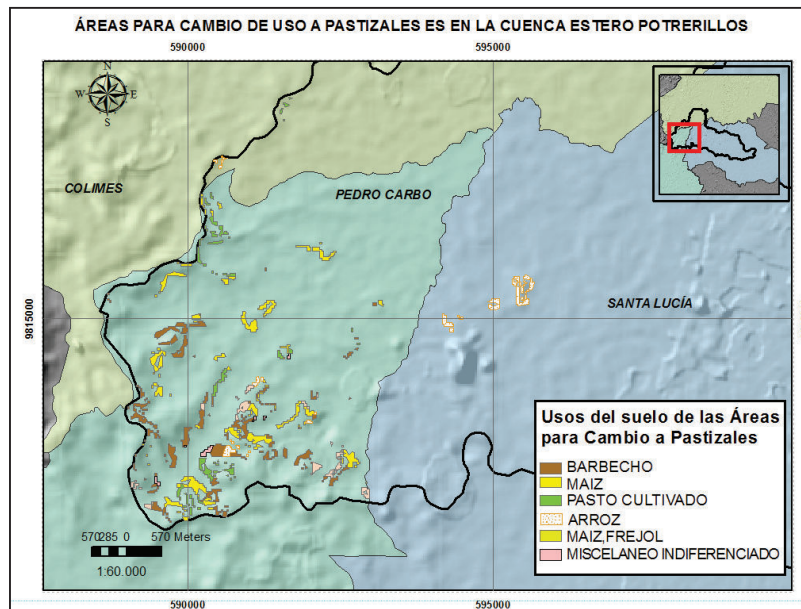 ÁREAS PARA CAMBIO DE USO A PASTIZALES ES EN LA CUENCA ESTERO POTRERILLOS
590000 595000
N
W E
S
COLIMES
PEDRO CARBO
9815000 SANTA LUCÍA 9815000
Usos del suelo de las Áreas
para Cambio a Pastizales
BARBECHO
MAIZ
PASTO CULTIVADO
ARROZ
MAIZ,FREJOL
MISCELANEO INDIFERENCIADO
570285 0 570 Meters
1:60.000
590000 595000